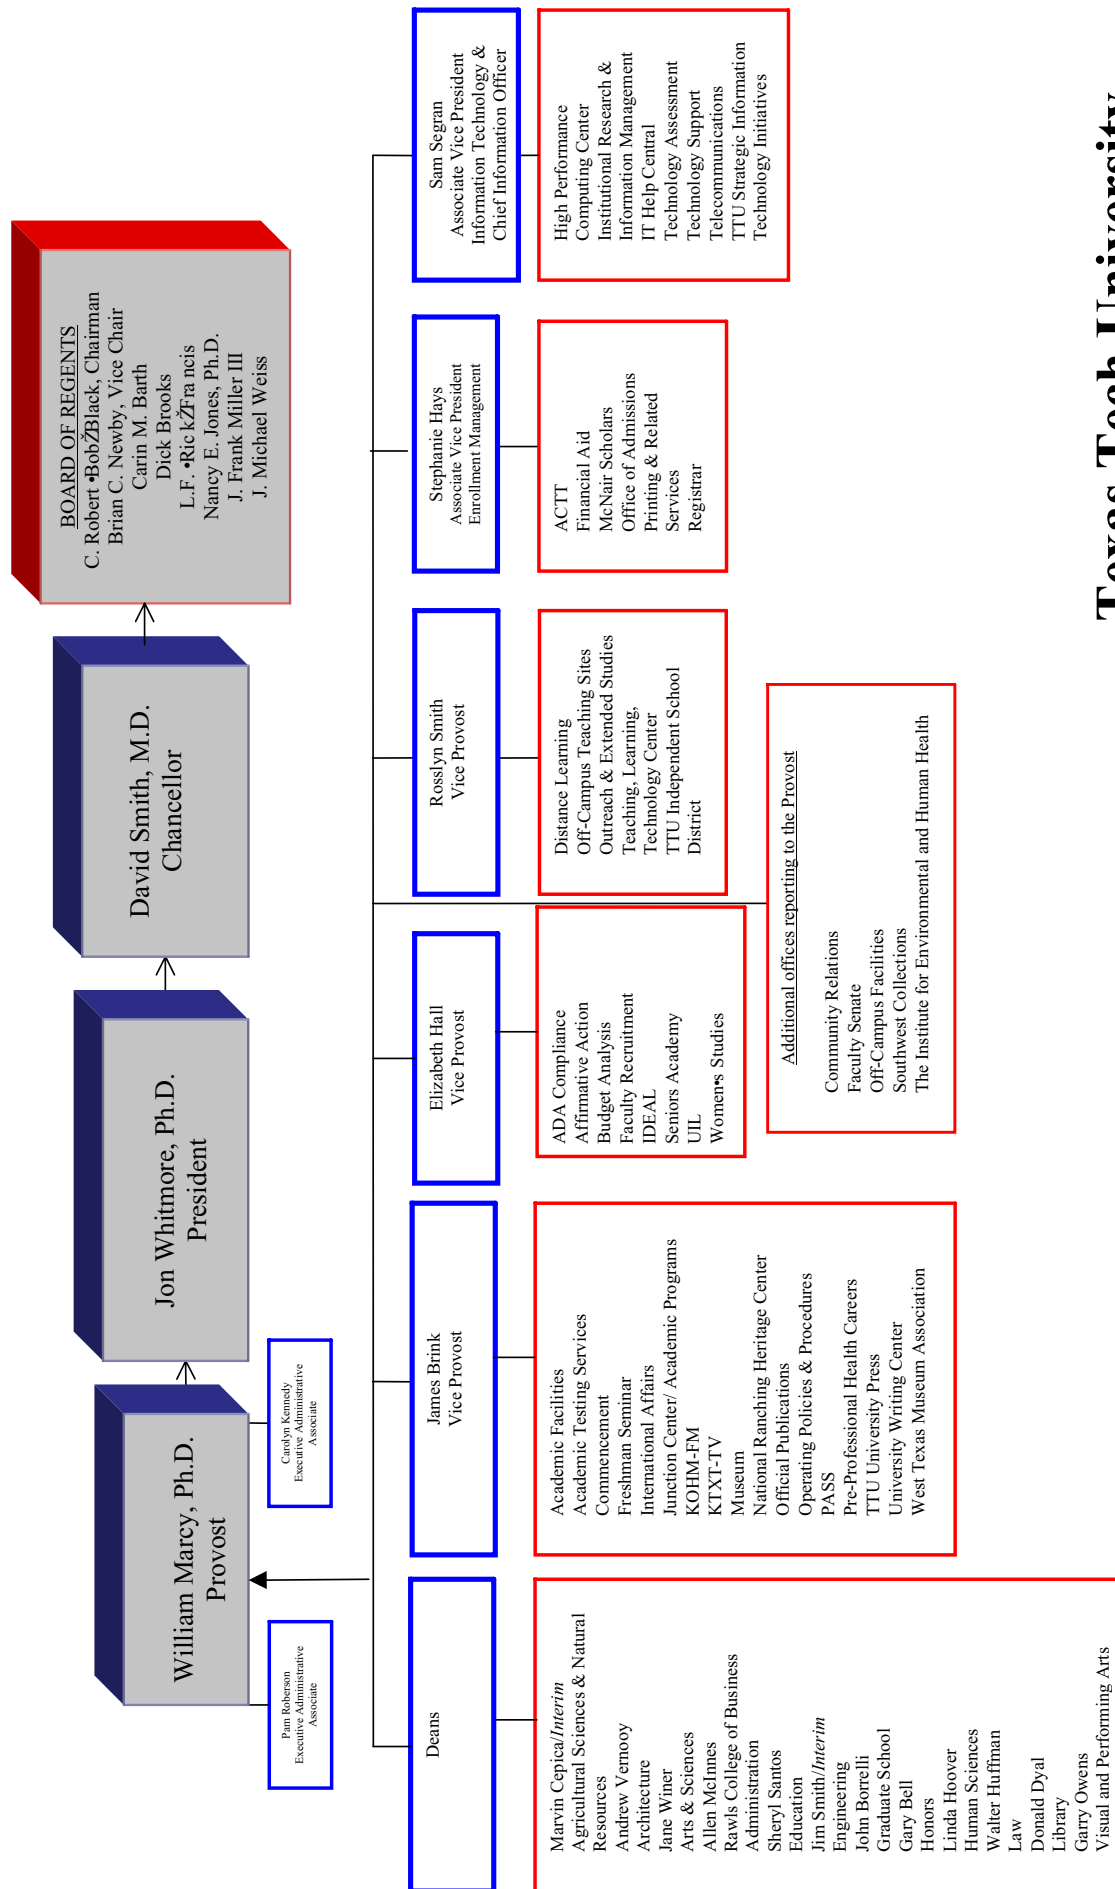 BOARD OF REGENTS
C. Robert •BobŽBlack, Chairman
Brian C. Newby, Vice Chair
Carin M. Barth
Dick Brooks
L.F. •Ric kŽFra ncis
Nancy E. Jones, Ph.D.
J. Frank Miller III
J. Michael Weiss
David Smith, M.D.
Chancellor
Jon Whitmore, Ph.D.
President
William Marcy, Ph.D.
Provost
Pam Roberson
Executive Administrative
Associate
Carolyn Kennedy
Executive Administrative
Associate
Deans
Marvin Cepica/Interim
Agricultural Sciences & Natural
Resources
Andrew Vernooy
Architecture
Jane Winer
Arts & Sciences
Allen McInnes
Rawls College of Business
Administration
Sheryl Santos
Education
Jim Smith/Interim
Engineering
John Borrelli
Graduate School
Gary Bell
Honors
Linda Hoover
Human Sciences
Walter Huffman
Law
Donald Dyal
Library
Garry Owens
Visual and Performing Arts
James Brink
Vice Provost
Academic Facilities
Academic Testing Services
Commencement
Freshman Seminar
International Affairs
Junction Center/ Academic Programs
KOHM-FM
KTXT-TV
Museum
National Ranching Heritage Center
Official Publications
Operating Policies & Procedures
PASS
Pre-Professional Health Careers
TTU University Press
University Writing Center
West Texas Museum Association
Elizabeth Hall
Vice Provost
ADA Compliance
Affirmative Action
Budget Analysis
Faculty Recruitment
IDEAL
Seniors Academy
UIL
Women•s Studies
Rosslyn Smith
Vice Provost
Distance Learning
Off-Campus Teaching Sites
Outreach & Extended Studies
Teaching, Learning,
Technology Center
TTU Independent School
District
Stephanie Hays
Associate Vice President
Enrollment Management
ACTT
Financial Aid
McNair Scholars
Office of Admissions
Printing & Related
Services
Registrar
Sam Segran
Associate Vice President
Information Technology &
Chief Information Officer
High Performance
Computing Center
Institutional Research &
Information Management
IT Help Central
Technology Assessment
Technology Support
Telecommunications
TTU Strategic Information
Technology Initiatives
Additional offices reporting to the Provost
Community Relations
Faculty Senate
Off-Campus Facilities
Southwest Collections
The Institute for Environmental and Human Health
Texas Tech University